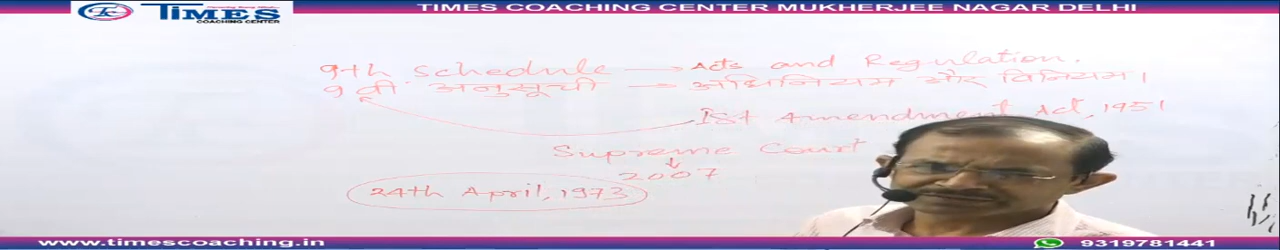 TIMES
COACHING CENTER
TIMES COACHING CENTER MUKHERJEE NAGAR DELHI
9th Schedule → Acts and Regulation.
9 वीं अनुसूची → अधिनियम और विनियम।
Ist Amendment Act, 1951
Supreme Court
↓
2007
24th April, 1973
www.timescoaching.in
9319781441